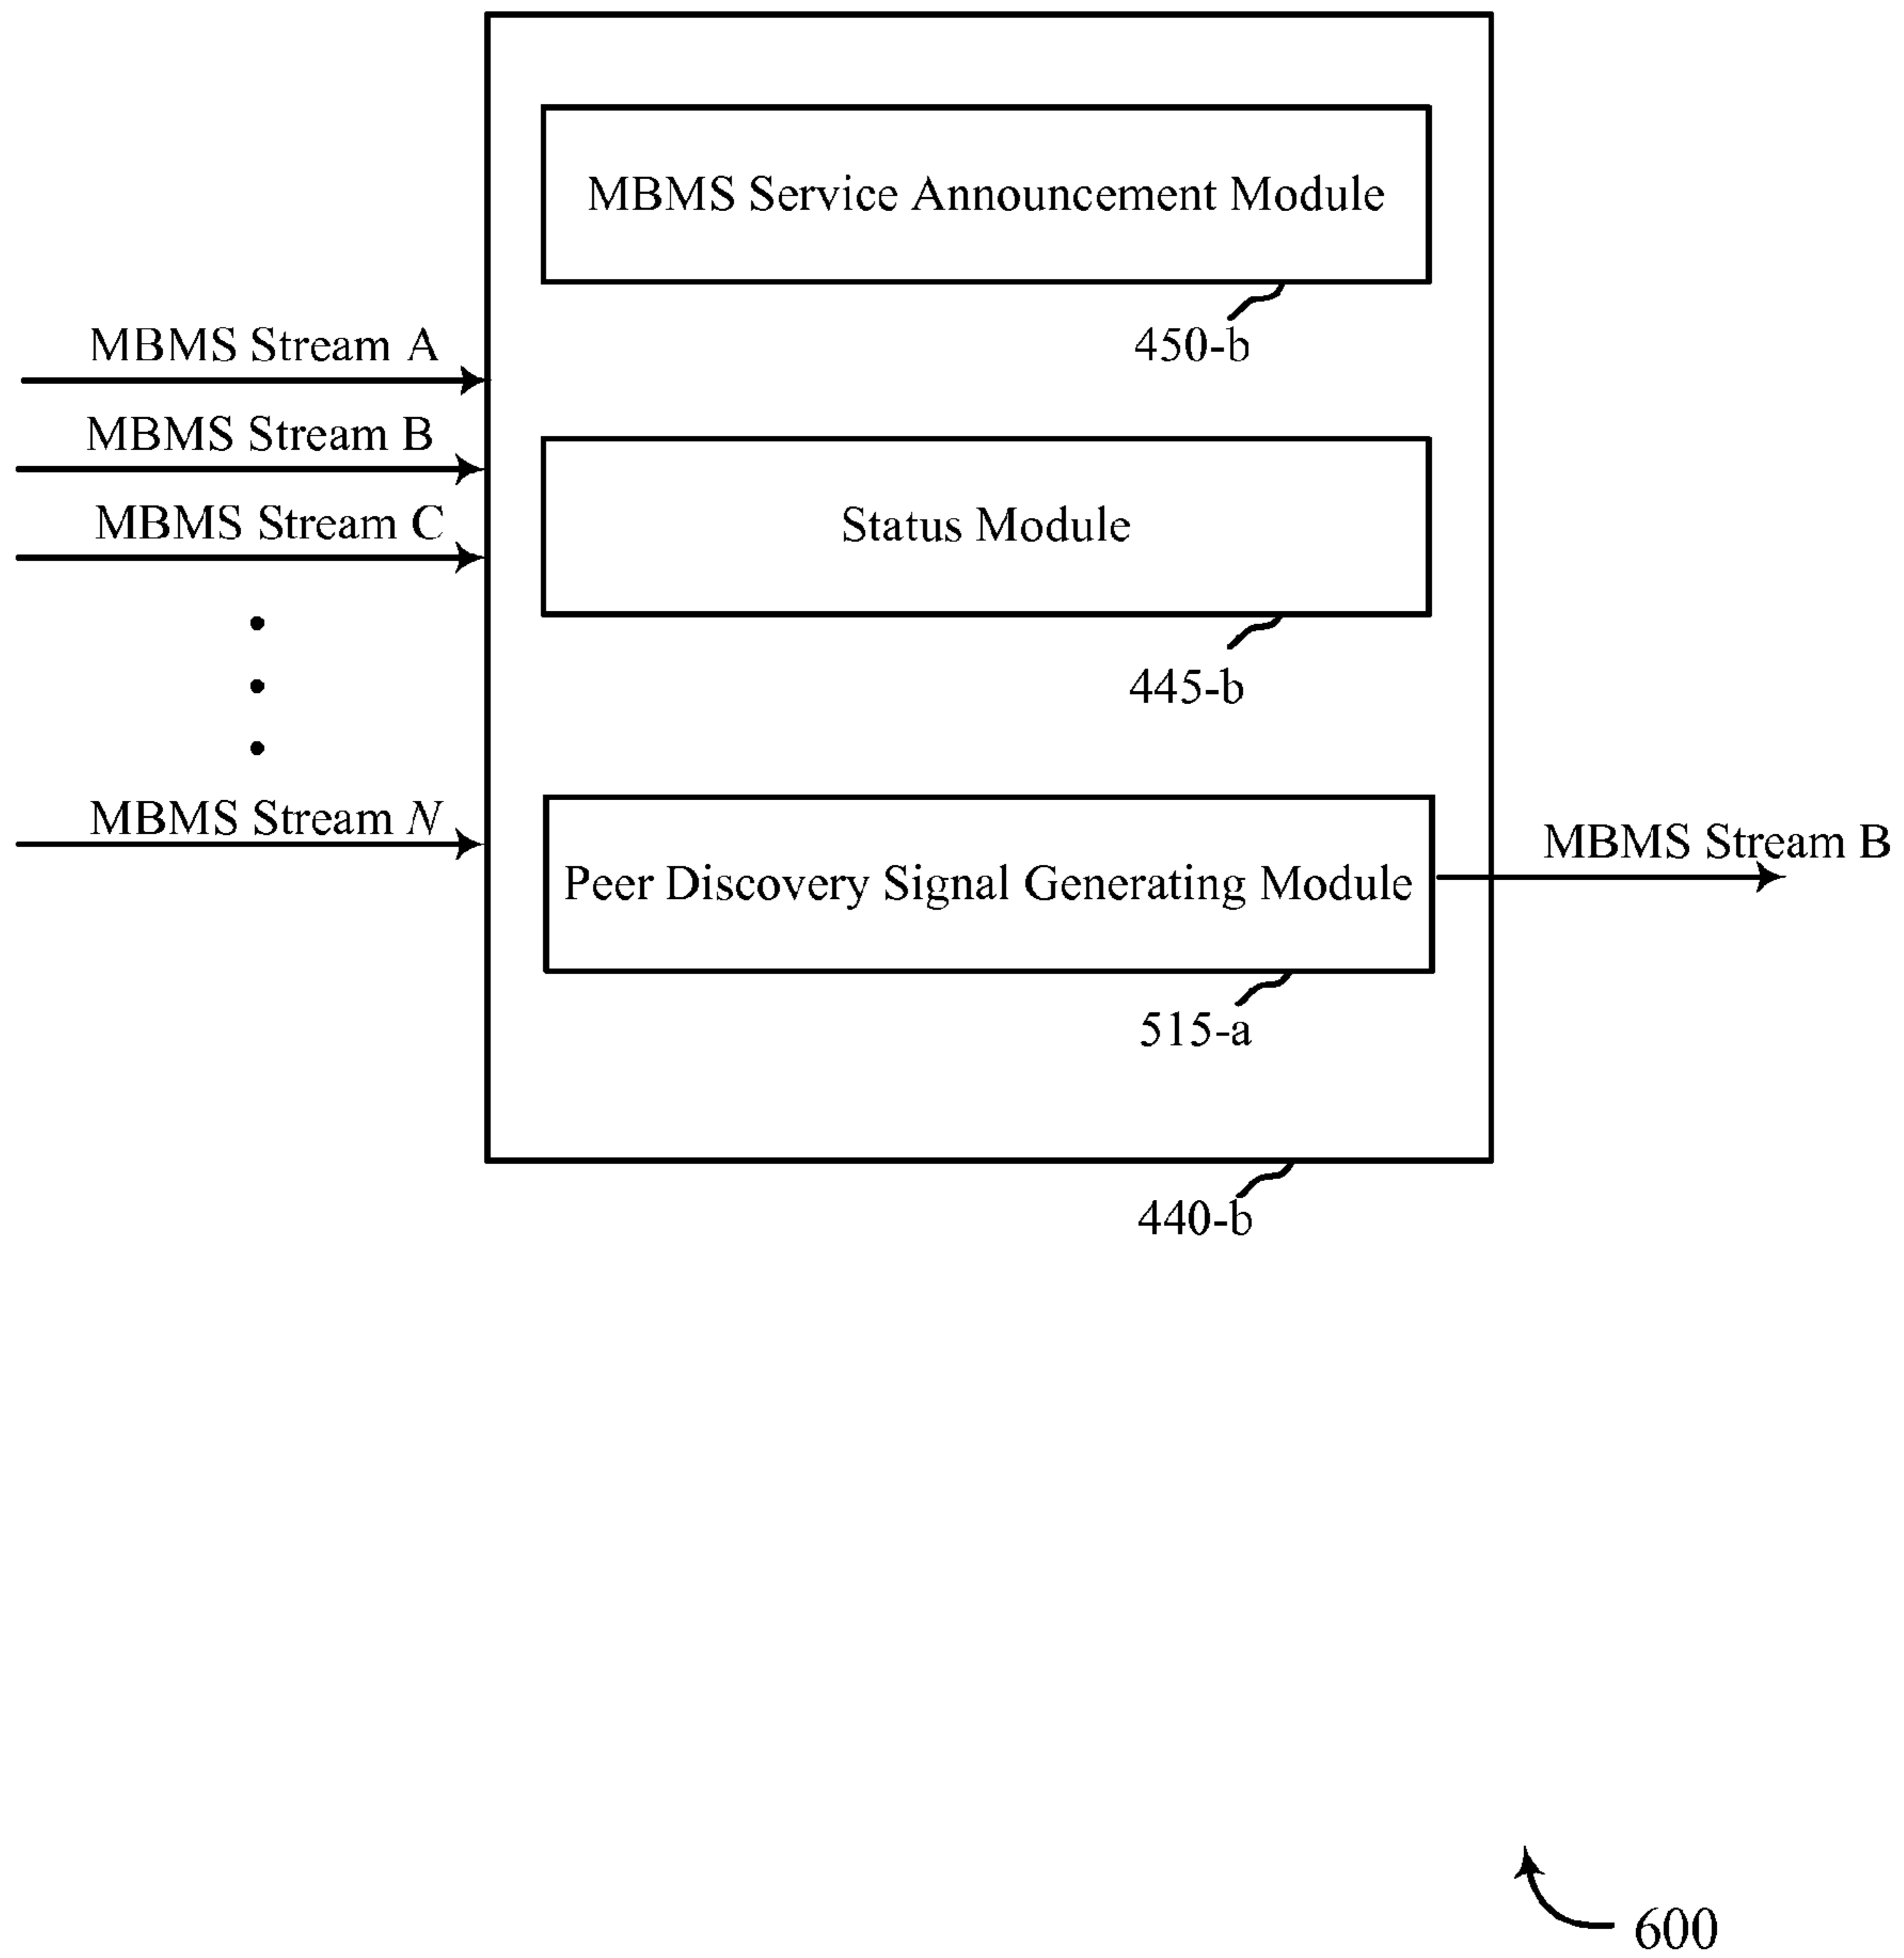 MBMS Service Announcement Module
450-b
MBMS Stream A
MBMS Stream B
MBMS Stream C
Status Module
445-b
MBMS Stream N
Peer Discovery Signal Generating Module
MBMS Stream B
515-a
440-b
600